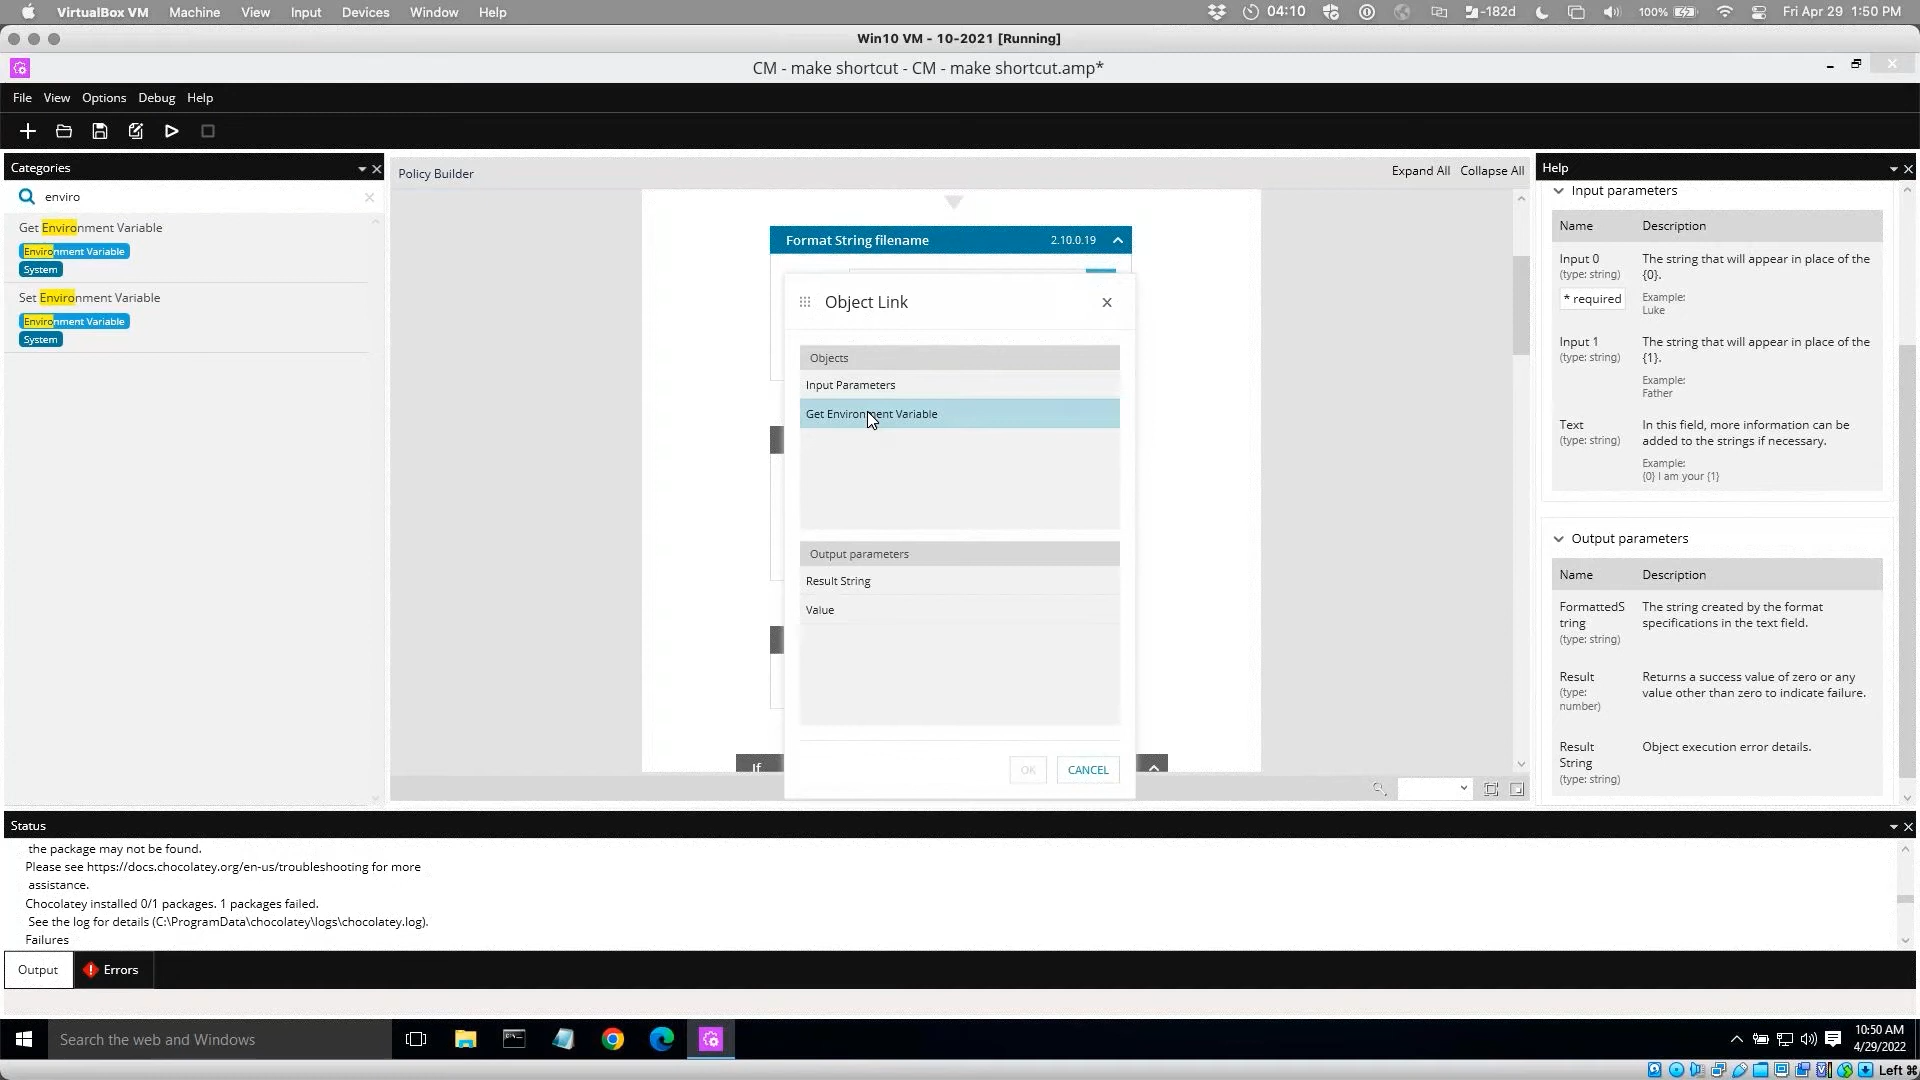 VirtualBox VM Machine View Input Devices Window Help 04:10 -182d 100% Fri Apr 29 1:50 PM
Win10 VM - 10-2021 [Running]
CM - make shortcut - CM - make shortcut.amp*
File View Options Debug Help
Categories
enviro
Get Environment Variable
Environment Variable
System
Set Environment Variable
Environment Variable
System
Policy Builder
Expand All Collapse All
Format String filename 2.10.0.19
Object Link
Objects
Input Parameters
Get Environment Variable
Output parameters
Result String
Value
OK CANCEL
If
Help
Input parameters
Name Description
Input 0 The string that will appear in place of the
(type: string) {0}.
* required Example:
Luke
Input 1 The string that will appear in place of the
(type: string) {1}.
Example:
Father
Text In this field, more information can be
(type: string) added to the strings if necessary.
Example:
{0} I am your {1}
Output parameters
Name Description
FormattedS The string created by the format
tring specifications in the text field.
(type: string)
Result Returns a success value of zero or any
(type: value other than zero to indicate failure.
number)
Result Object execution error details.
String
(type: string)
Status
the package may not be found.
Please see https://docs.chocolatey.org/en-us/troubleshooting for more
assistance.
Chocolatey installed 0/1 packages. 1 packages failed.
See the log for details (C:\ProgramData\chocolatey\logs\chocolatey.log).
Failures
Output Errors
Search the web and Windows
10:50 AM
4/29/2022
Left ⌘